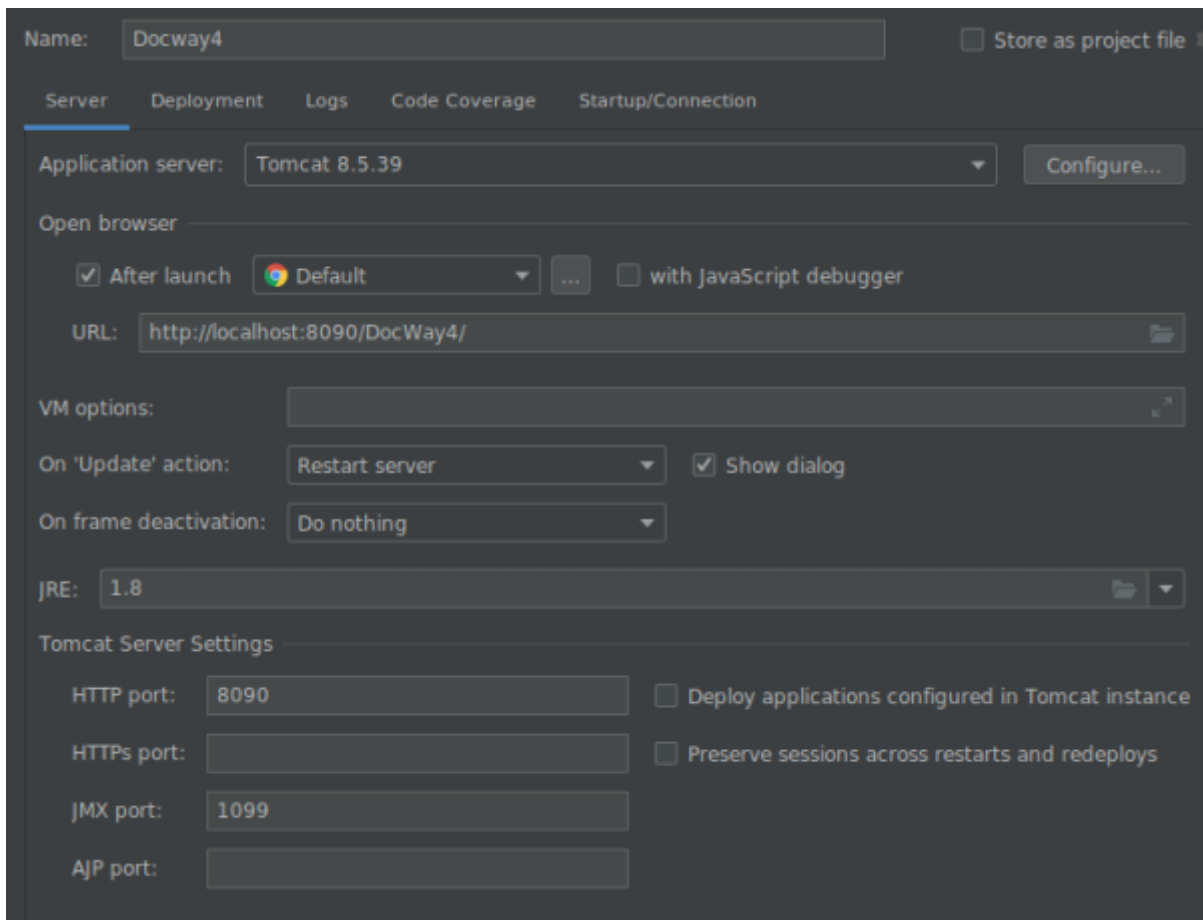 Name: Docway4 Store as project file
Server Deployment Logs Code Coverage Startup/Connection
Application server: Tomcat 8.5.39 Configure...
Open browser
After launch Default ... with JavaScript debugger
URL: http://localhost:8090/DocWay4/
VM options:
On 'Update' action: Restart server Show dialog
On frame deactivation: Do nothing
JRE: 1.8
Tomcat Server Settings
HTTP port: 8090 Deploy applications configured in Tomcat instance
HTTPs port: Preserve sessions across restarts and redeploys
JMX port: 1099
AJP port: